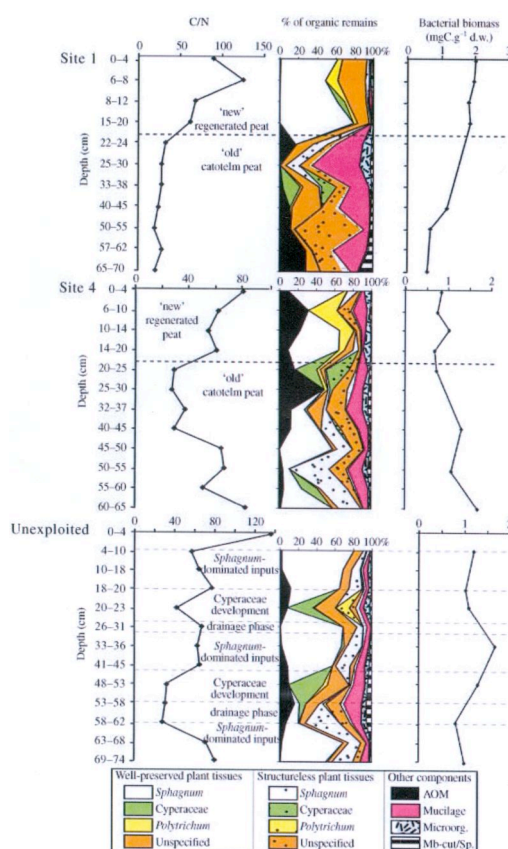 C/N % of organic remains Bacterial biomass
(mgC.g⁻¹ d.w.)
Site 1
0 50 100 150 20 40 60 80 100% 0 1 2
Depth (cm)
0–4
6–8
8–12
15–20
22–24
25–30
33–38
40–45
50–55
57–62
65–70
'new'
regenerated peat
'old'
catotelm peat
Site 4
0 40 80 20 40 60 80 100% 0 1 2
Depth (cm)
0–4
6–10
10–14
14–20
20–25
25–30
32–37
40–45
45–50
50–55
55–60
60–65
'new'
regenerated
peat
'old'
catotelm peat
Unexploited
0 40 80 120 20 40 60 80 100% 0 1 2
Depth (cm)
0–4
4–10
10–18
18–20
20–23
26–31
33–36
41–45
48–53
53–58
58–62
63–68
69–74
Sphagnum-
dominated inputs
Cyperaceae
development
drainage phase
Sphagnum-
dominated inputs
Cyperaceae
development
drainage phase
Sphagnum-
dominated inputs
Well-preserved plant tissues
Sphagnum
Cyperaceae
Polytrichum
Unspecified
Structureless plant tissues
Sphagnum
Cyperaceae
Polytrichum
Unspecified
Other components
AOM
Mucilage
Microorg.
Mb-cut/Sp.